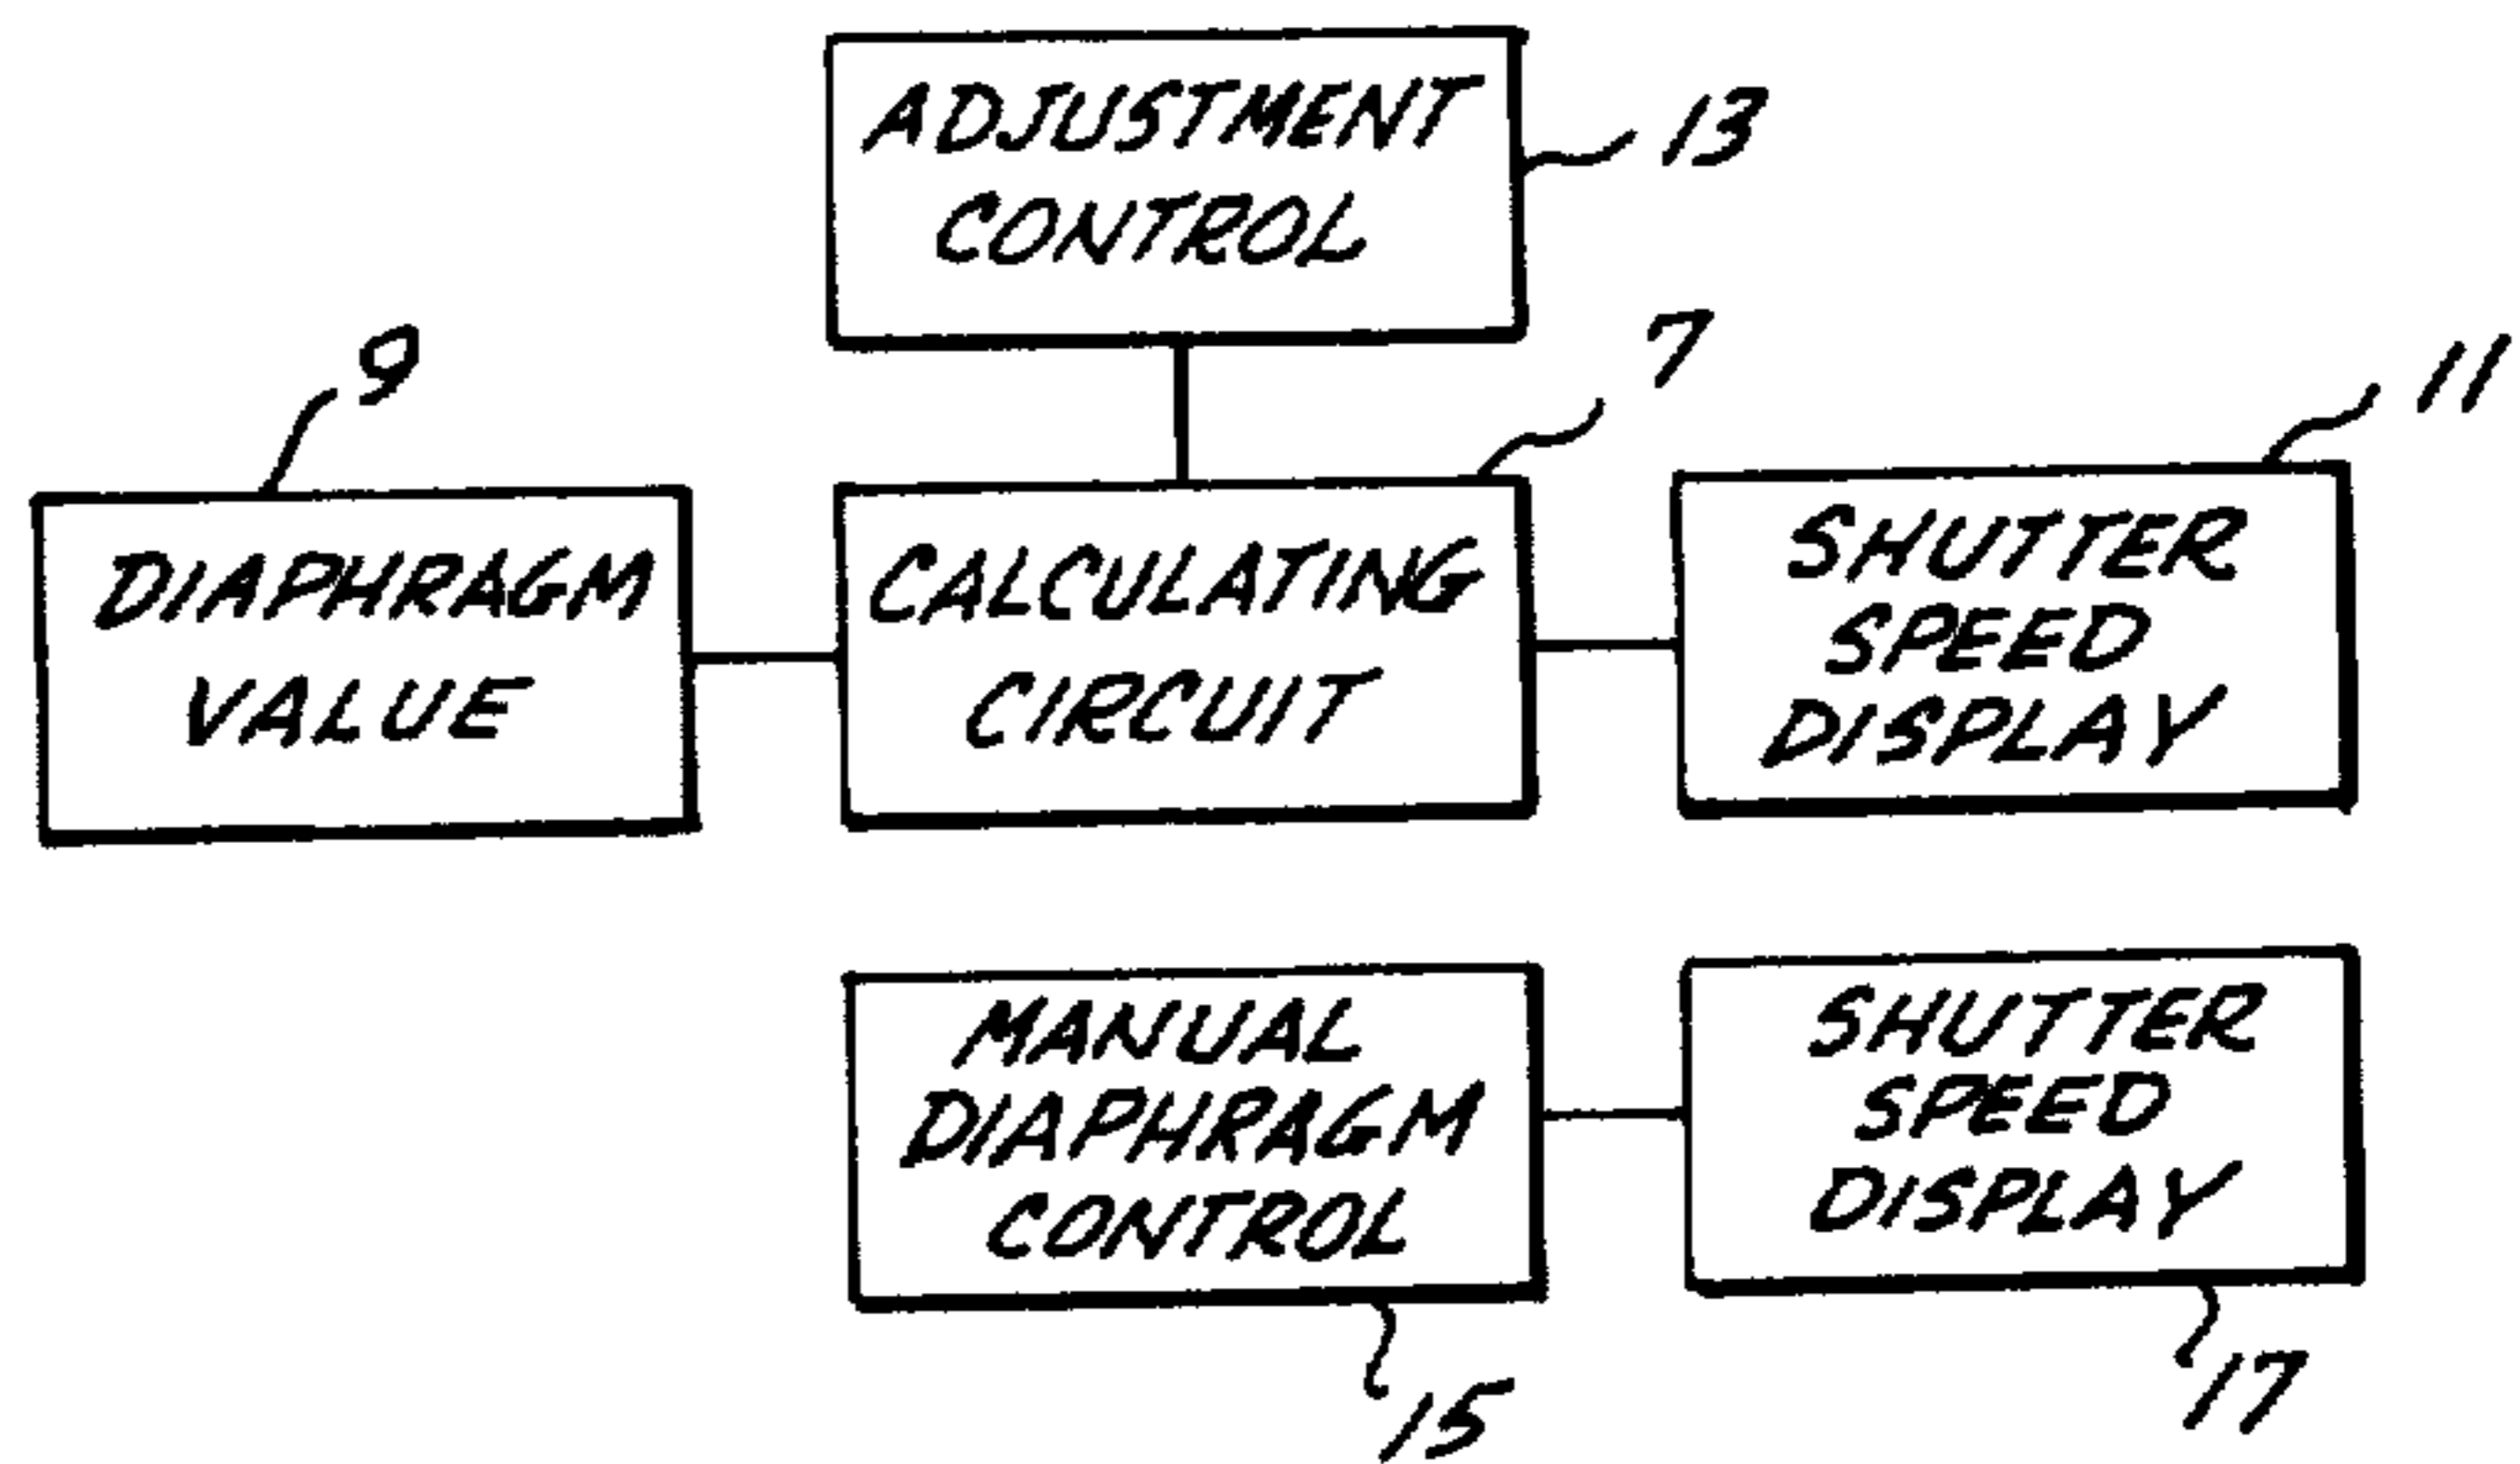 ADJUSTMENT
CONTROL
13
9
7
11
DIAPHRAGM
VALUE
CALCULATING
CIRCUIT
SHUTTER
SPEED
DISPLAY
MANUAL
DIAPHRAGM
CONTROL
15
SHUTTER
SPEED
DISPLAY
17